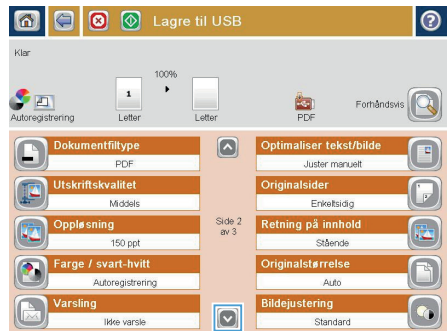 Lagre til USB
Klar
100%
1
Autoregistrering
Letter
Letter
PDF
Forhåndsvis
Dokumentfiltype
PDF
Utskriftskvalitet
Middels
Oppløsning
150 ppt
Farge / svart-hvitt
Autoregistrering
Varsling
Ikke varsle
Side 2
av 3
Optimaliser tekst/bilde
Juster manuelt
Originalsider
Enkeltsidig
Retning på innhold
Stående
Originalstørrelse
Auto
Bildejustering
Standard